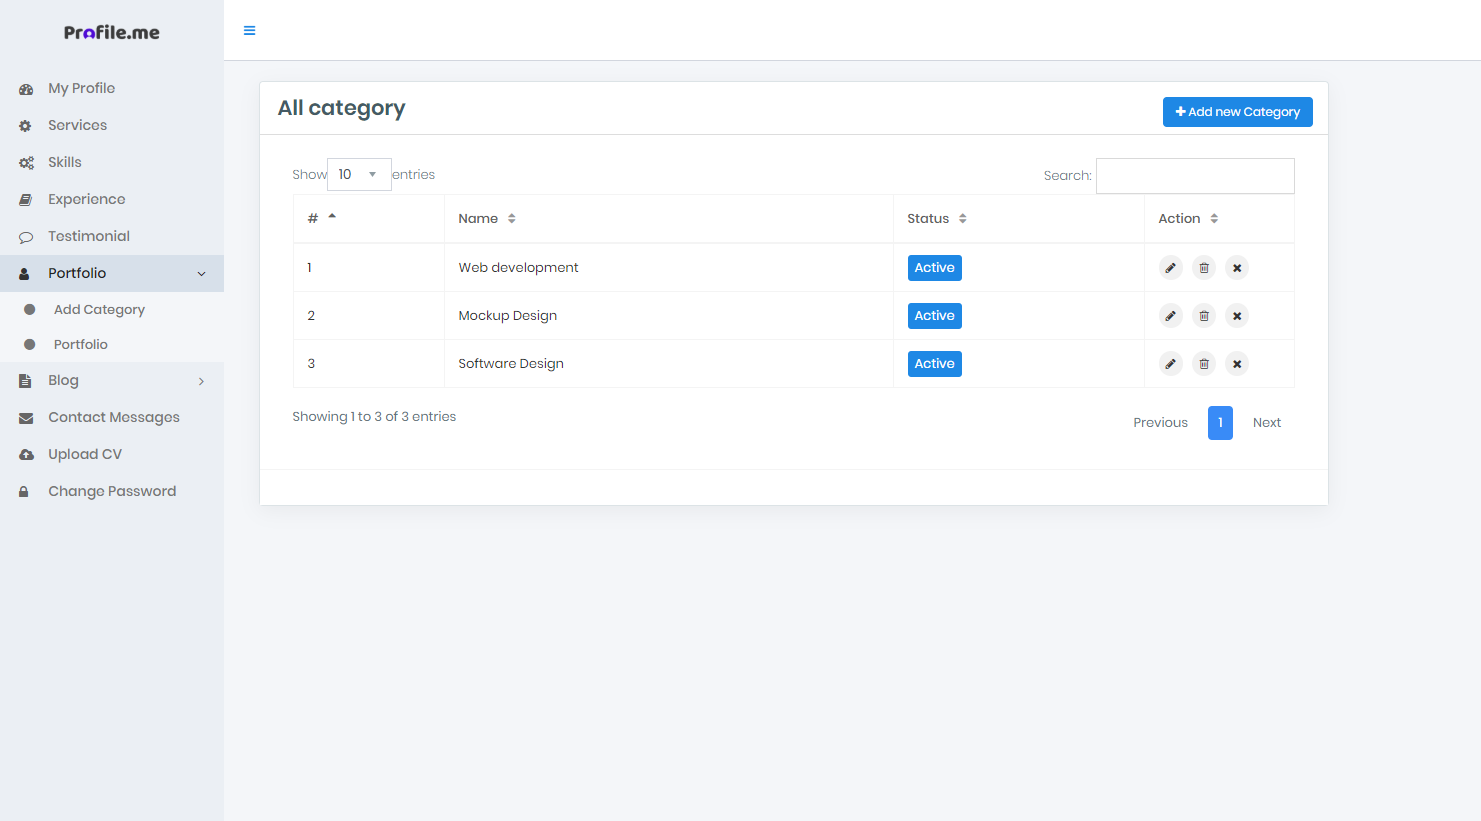 Profile.me
My Profile
Services
Skills
Experience
Testimonial
Portfolio
Add Category
Portfolio
Blog
Contact Messages
Upload CV
Change Password
All category
Add new Category
Show 10 entries
Search:
# Name Status Action
1 Web development Active
2 Mockup Design Active
3 Software Design Active
Showing 1 to 3 of 3 entries
Previous 1 Next